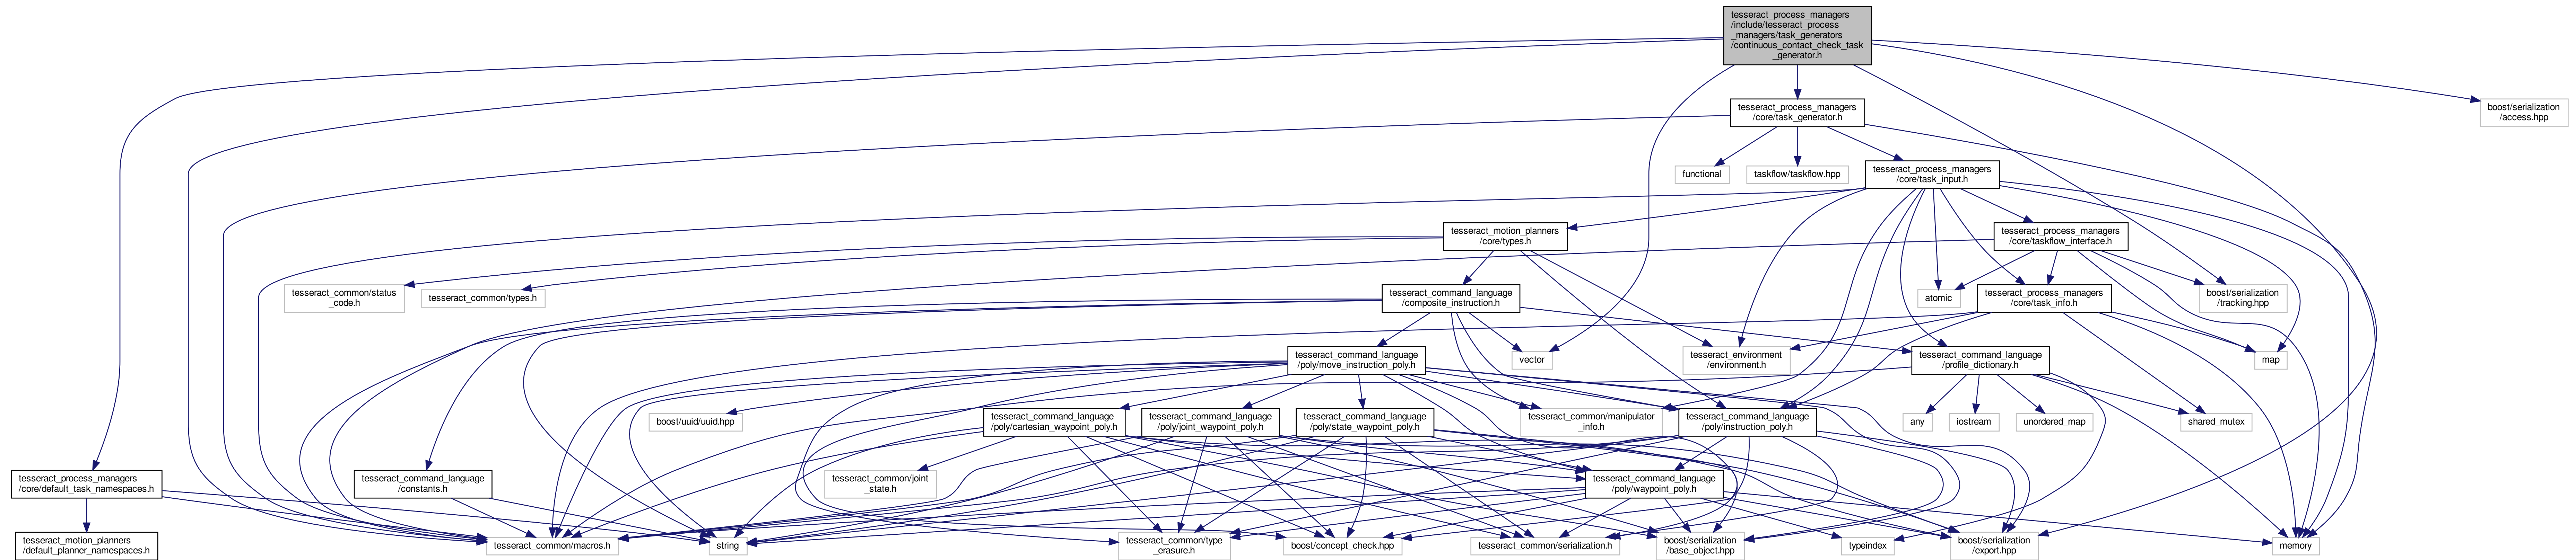 tesseract_process_managers
/include/tesseract_process
_managers/task_generators
/continuous_contact_check_task
_generator.h
tesseract_process_managers
/core/task_generator.h
boost/serialization
/access.hpp
functional
taskflow/taskflow.hpp
tesseract_process_managers
/core/task_input.h
tesseract_motion_planners
/core/types.h
tesseract_process_managers
/core/taskflow_interface.h
tesseract_common/status
_code.h
tesseract_common/types.h
tesseract_command_language
/composite_instruction.h
atomic
tesseract_process_managers
/core/task_info.h
boost/serialization
/tracking.hpp
tesseract_command_language
/poly/move_instruction_poly.h
vector
tesseract_environment
/environment.h
tesseract_command_language
/profile_dictionary.h
map
boost/uuid/uuid.hpp
tesseract_command_language
/poly/cartesian_waypoint_poly.h
tesseract_command_language
/poly/joint_waypoint_poly.h
tesseract_command_language
/poly/state_waypoint_poly.h
tesseract_common/manipulator
_info.h
tesseract_command_language
/poly/instruction_poly.h
any
iostream
unordered_map
shared_mutex
tesseract_process_managers
/core/default_task_namespaces.h
tesseract_command_language
/constants.h
tesseract_common/joint
_state.h
tesseract_command_language
/poly/waypoint_poly.h
tesseract_motion_planners
/default_planner_namespaces.h
tesseract_common/macros.h
string
tesseract_common/type
_erasure.h
boost/concept_check.hpp
tesseract_common/serialization.h
boost/serialization
/base_object.hpp
typeindex
boost/serialization
/export.hpp
memory